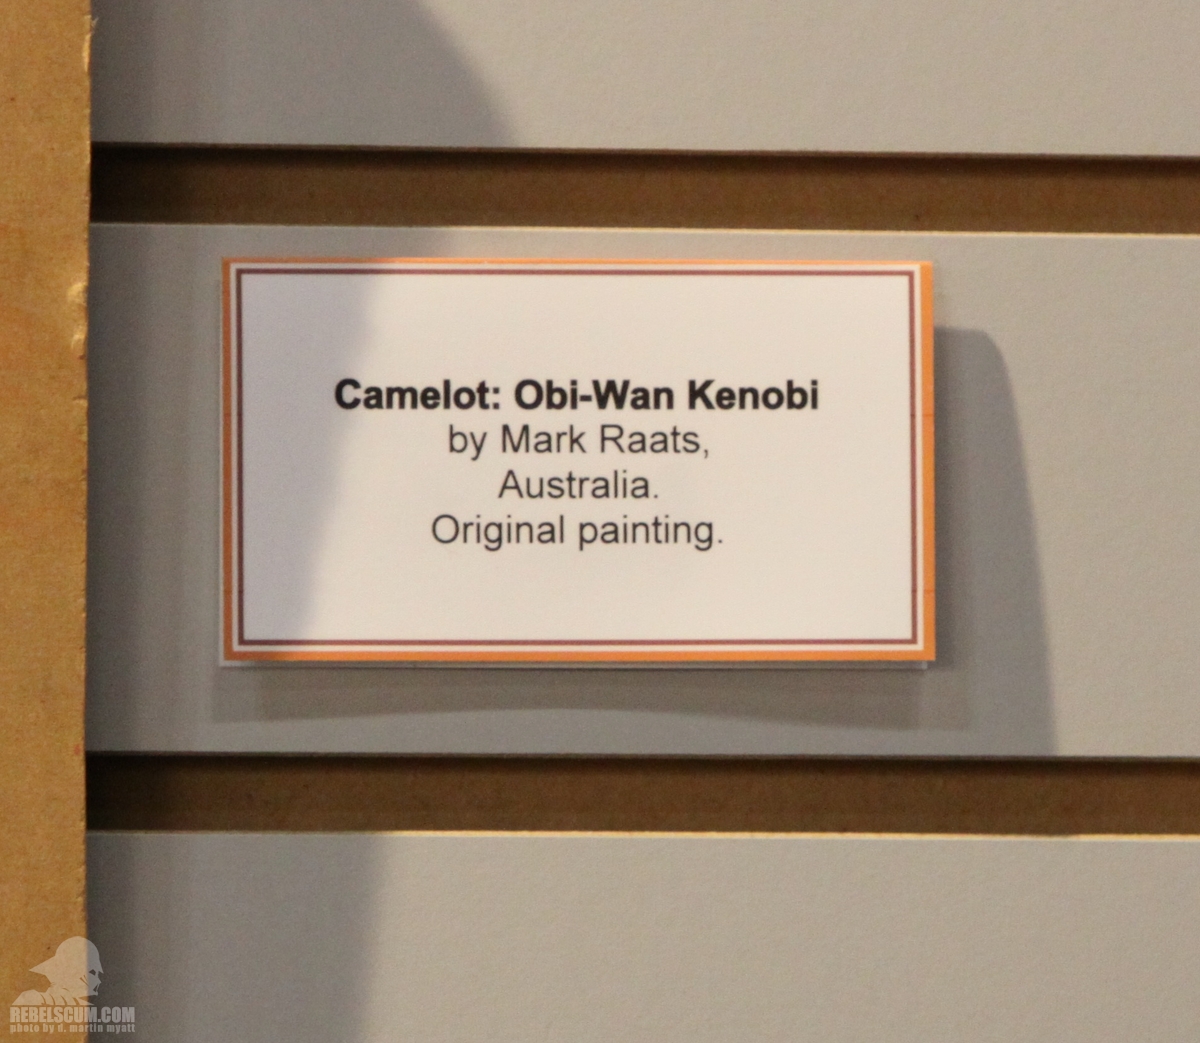 Camelot: Obi-Wan Kenobi
by Mark Raats,
Australia.
Original painting.
REBELSCUM.COM
photo by d. martin myatt